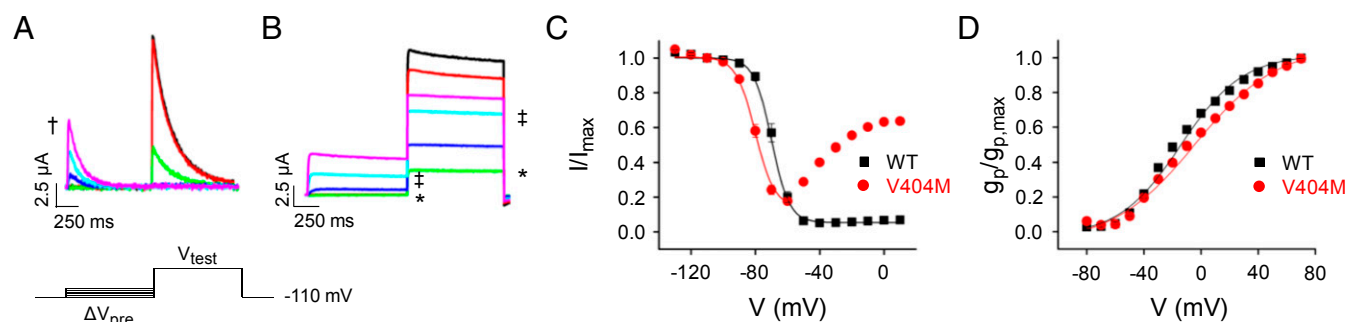 A
†
2.5 µA
250 ms
V_test
-110 mV
ΔV_pre
B
‡
‡
*
*
2.5 µA
250 ms
C
I/I_max
1.0
0.8
0.6
0.4
0.2
0.0
WT
V404M
-120 -80 -40 0
V (mV)
D
g_p/g_p,max
1.0
0.8
0.6
0.4
0.2
0.0
WT
V404M
-80 -40 0 40 80
V (mV)